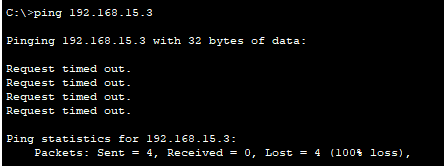 C:\>ping 192.168.15.3
Pinging 192.168.15.3 with 32 bytes of data:
Request timed out.
Request timed out.
Request timed out.
Request timed out.
Ping statistics for 192.168.15.3:
Packets: Sent = 4, Received = 0, Lost = 4 (100% loss),